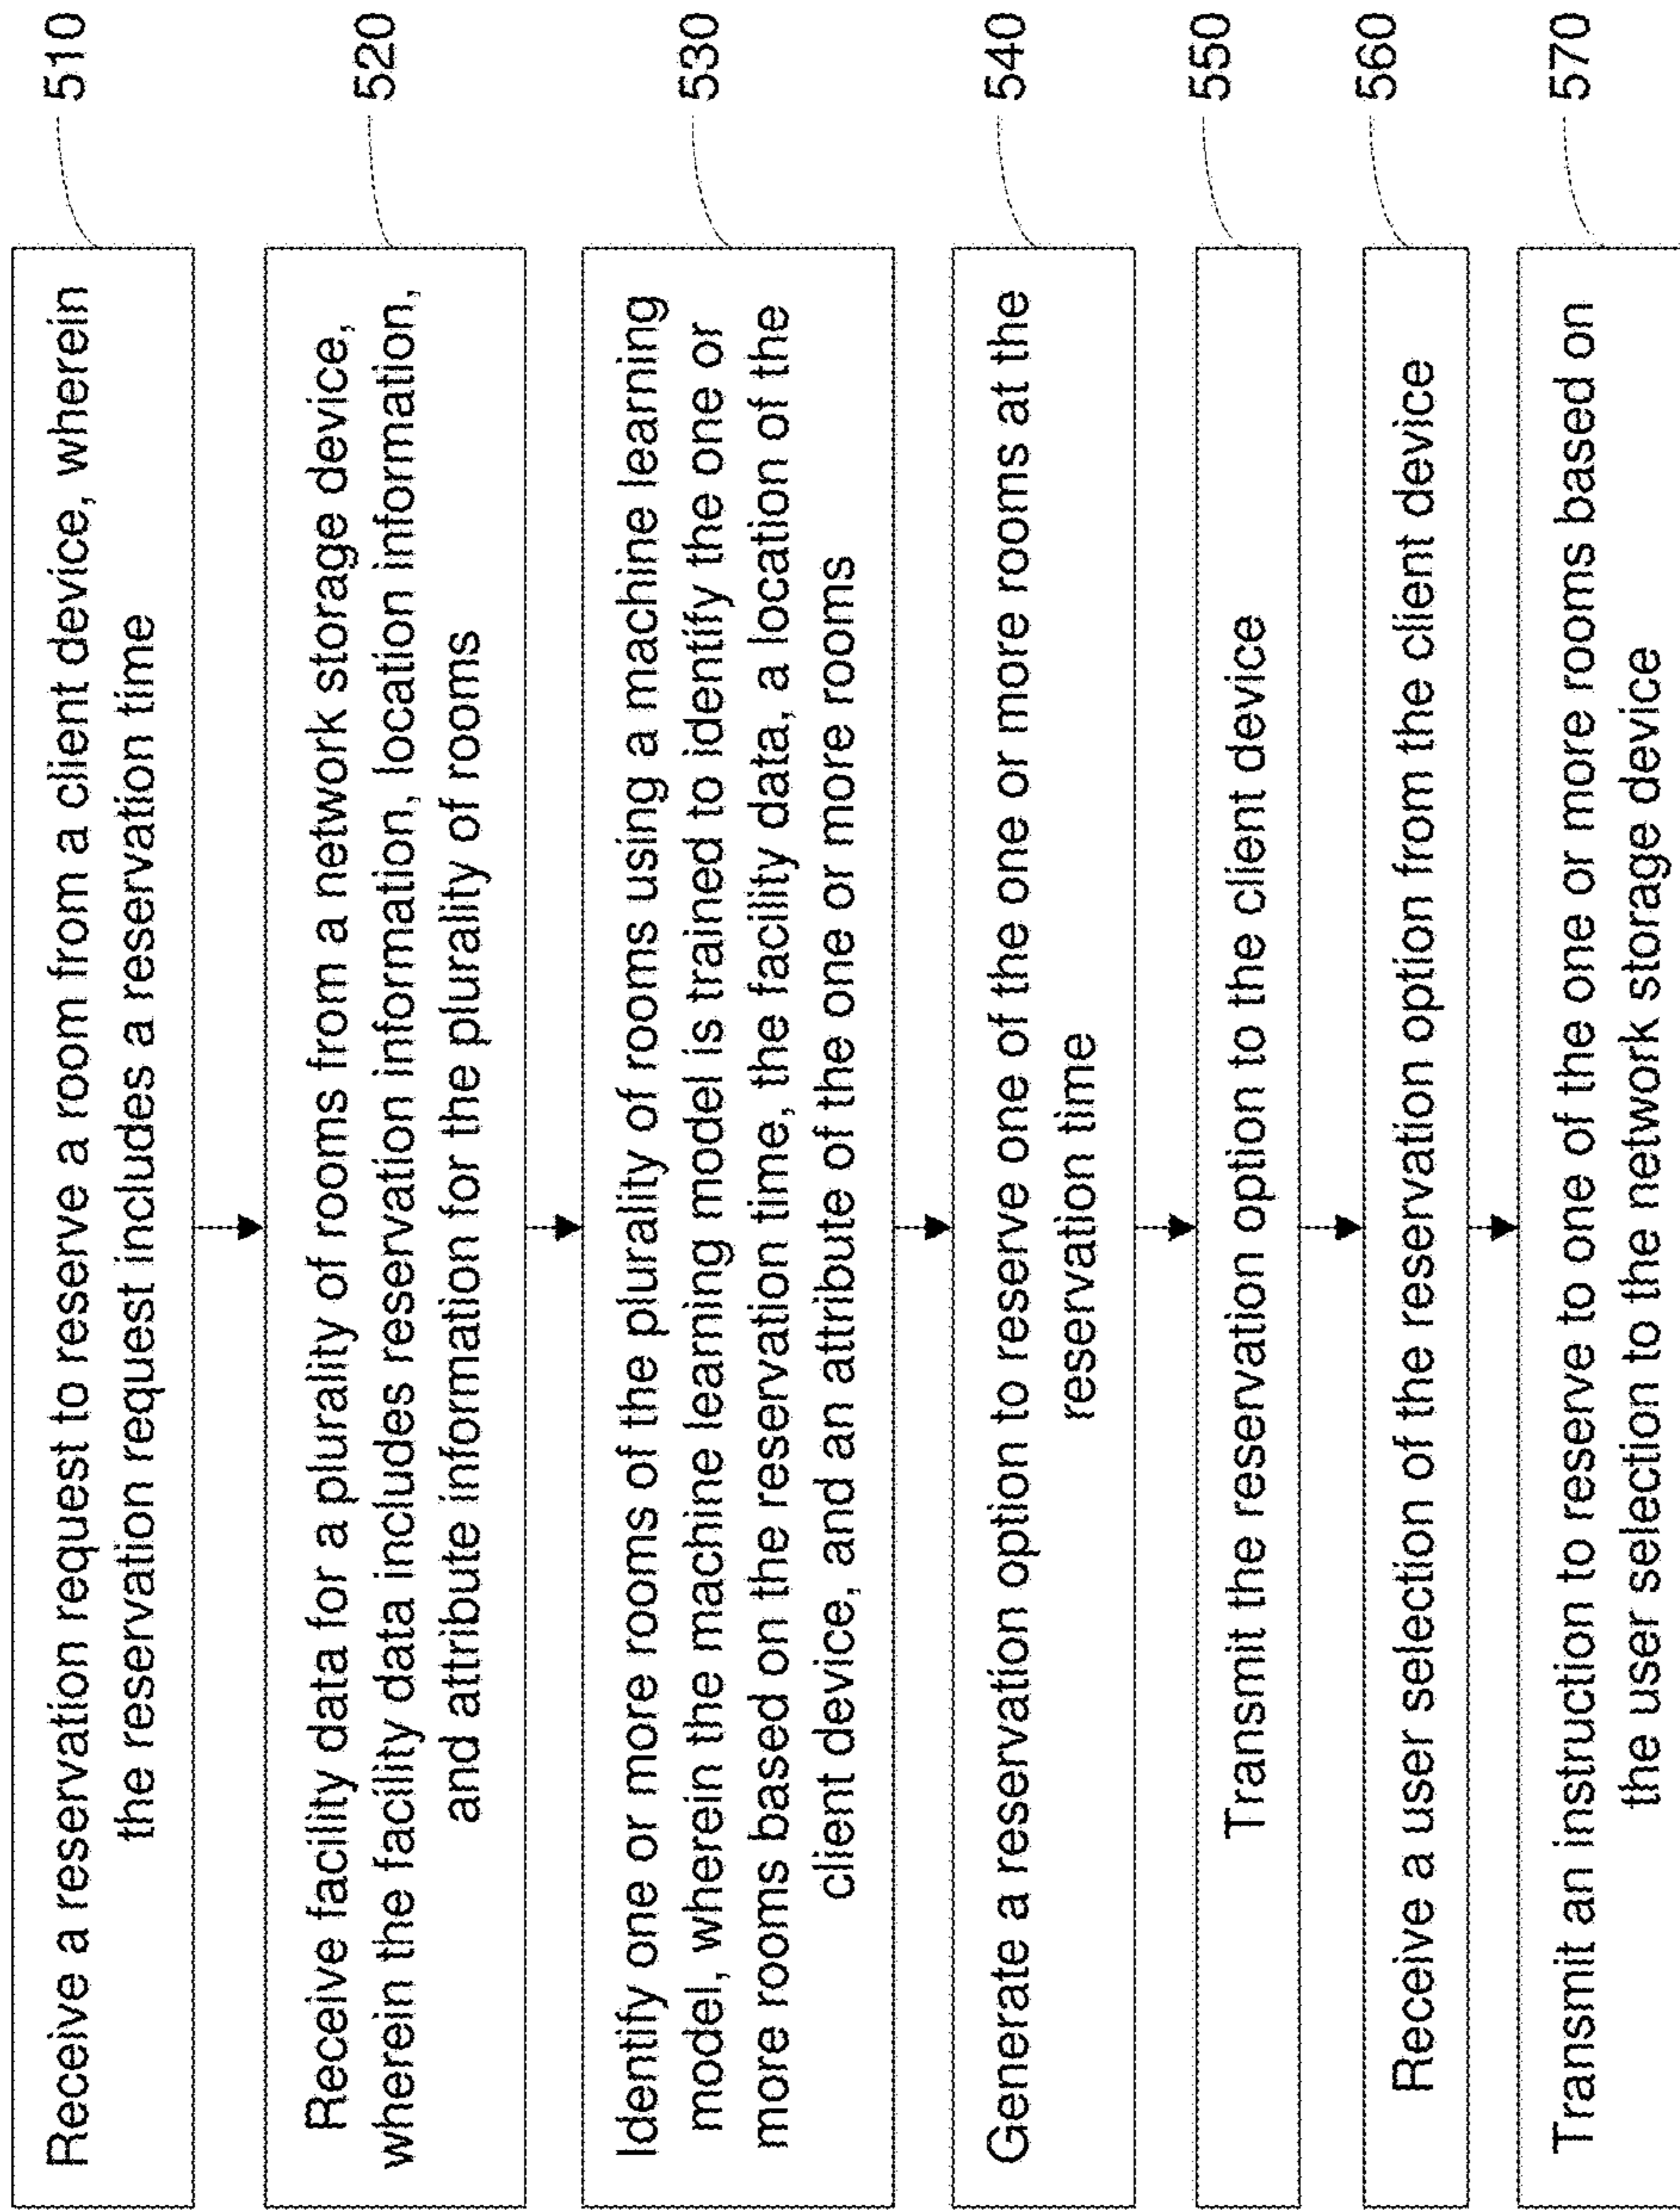 Receive a reservation request to reserve a room from a client device, wherein
the reservation request includes a reservation time
510
Receive facility data for a plurality of rooms from a network storage device,
wherein the facility data includes reservation information, location information,
and attribute information for the plurality of rooms
520
Identify one or more rooms of the plurality of rooms using a machine learning
model, wherein the machine learning model is trained to identify the one or
more rooms based on the reservation time, the facility data, a location of the
client device, and an attribute of the one or more rooms
530
Generate a reservation option to reserve one of the one or more rooms at the
reservation time
540
Transmit the reservation option to the client device
550
Receive a user selection of the reservation option from the client device
560
Transmit an instruction to reserve to one of the one or more rooms based on
the user selection to the network storage device
570